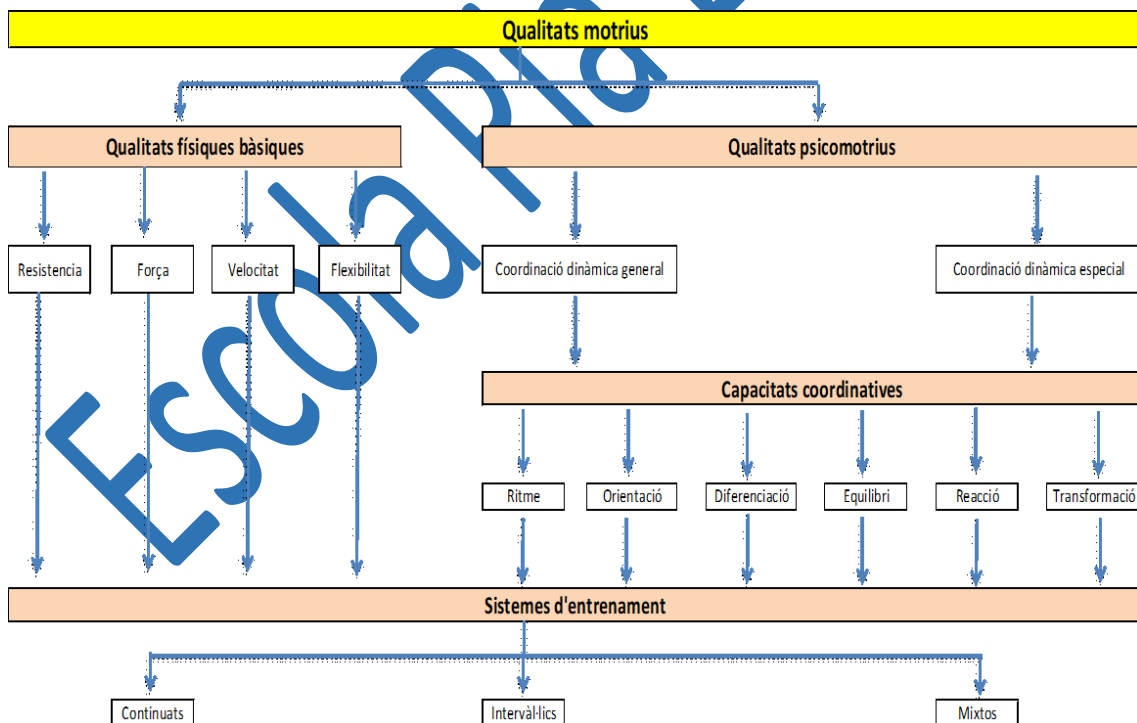 Qualitats motrius
Qualitats físiques bàsiques
Qualitats psicomotrius
Resistencia
Força
Velocitat
Flexibilitat
Coordinació dinàmica general
Coordinació dinàmica especial
Capacitats coordinatives
Ritme
Orientació
Diferenciació
Equilibri
Reacció
Transformació
Sistemes d'entrenament
Continuats
Intervàl·lics
Mixtos
Escola Pia